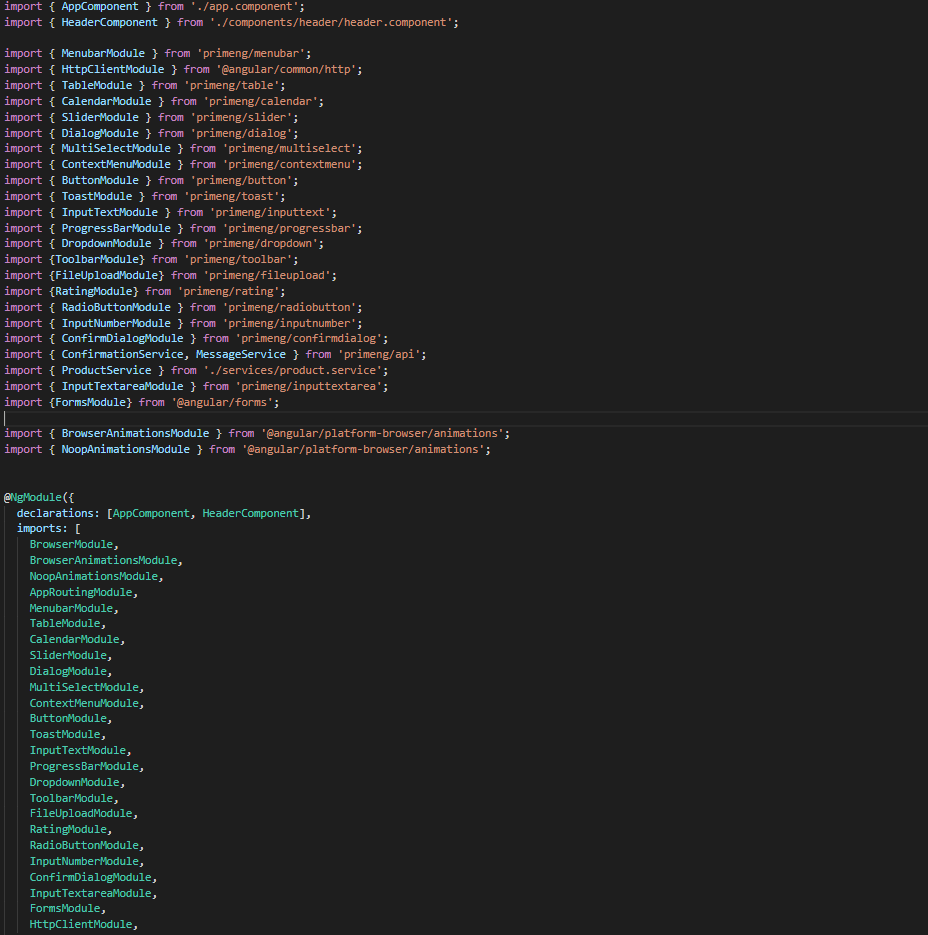 import { AppComponent } from './app.component';
import { HeaderComponent } from './components/header/header.component';
import { MenubarModule } from 'primeng/menubar';
import { HttpClientModule } from '@angular/common/http';
import { TableModule } from 'primeng/table';
import { CalendarModule } from 'primeng/calendar';
import { SliderModule } from 'primeng/slider';
import { DialogModule } from 'primeng/dialog';
import { MultiSelectModule } from 'primeng/multiselect';
import { ContextMenuModule } from 'primeng/contextmenu';
import { ButtonModule } from 'primeng/button';
import { ToastModule } from 'primeng/toast';
import { InputTextModule } from 'primeng/inputtext';
import { ProgressBarModule } from 'primeng/progressbar';
import { DropdownModule } from 'primeng/dropdown';
import {ToolbarModule} from 'primeng/toolbar';
import {FileUploadModule} from 'primeng/fileupload';
import {RatingModule} from 'primeng/rating';
import { RadioButtonModule } from 'primeng/radiobutton';
import { InputNumberModule } from 'primeng/inputnumber';
import { ConfirmDialogModule } from 'primeng/confirmdialog';
import { ConfirmationService, MessageService } from 'primeng/api';
import { ProductService } from './services/product.service';
import { InputTextareaModule } from 'primeng/inputtextarea';
import {FormsModule} from '@angular/forms';
import { BrowserAnimationsModule } from '@angular/platform-browser/animations';
import { NoopAnimationsModule } from '@angular/platform-browser/animations';
@NgModule({
declarations: [AppComponent, HeaderComponent],
imports: [
BrowserModule,
BrowserAnimationsModule,
NoopAnimationsModule,
AppRoutingModule,
MenubarModule,
TableModule,
CalendarModule,
SliderModule,
DialogModule,
MultiSelectModule,
ContextMenuModule,
ButtonModule,
ToastModule,
InputTextModule,
ProgressBarModule,
DropdownModule,
ToolbarModule,
FileUploadModule,
RatingModule,
RadioButtonModule,
InputNumberModule,
ConfirmDialogModule,
InputTextareaModule,
FormsModule,
HttpClientModule,